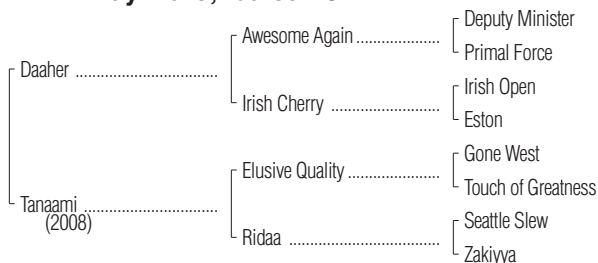 Deputy Minister
Awesome Again ....................
Primal Force
Daaher ..................................
Irish Open
Irish Cherry ..........................
Eston
Gone West
Elusive Quality ......................
Touch of Greatness
Tanaami ................................
(2008)
Seattle Slew
Ridaa ....................................
Zakiyya